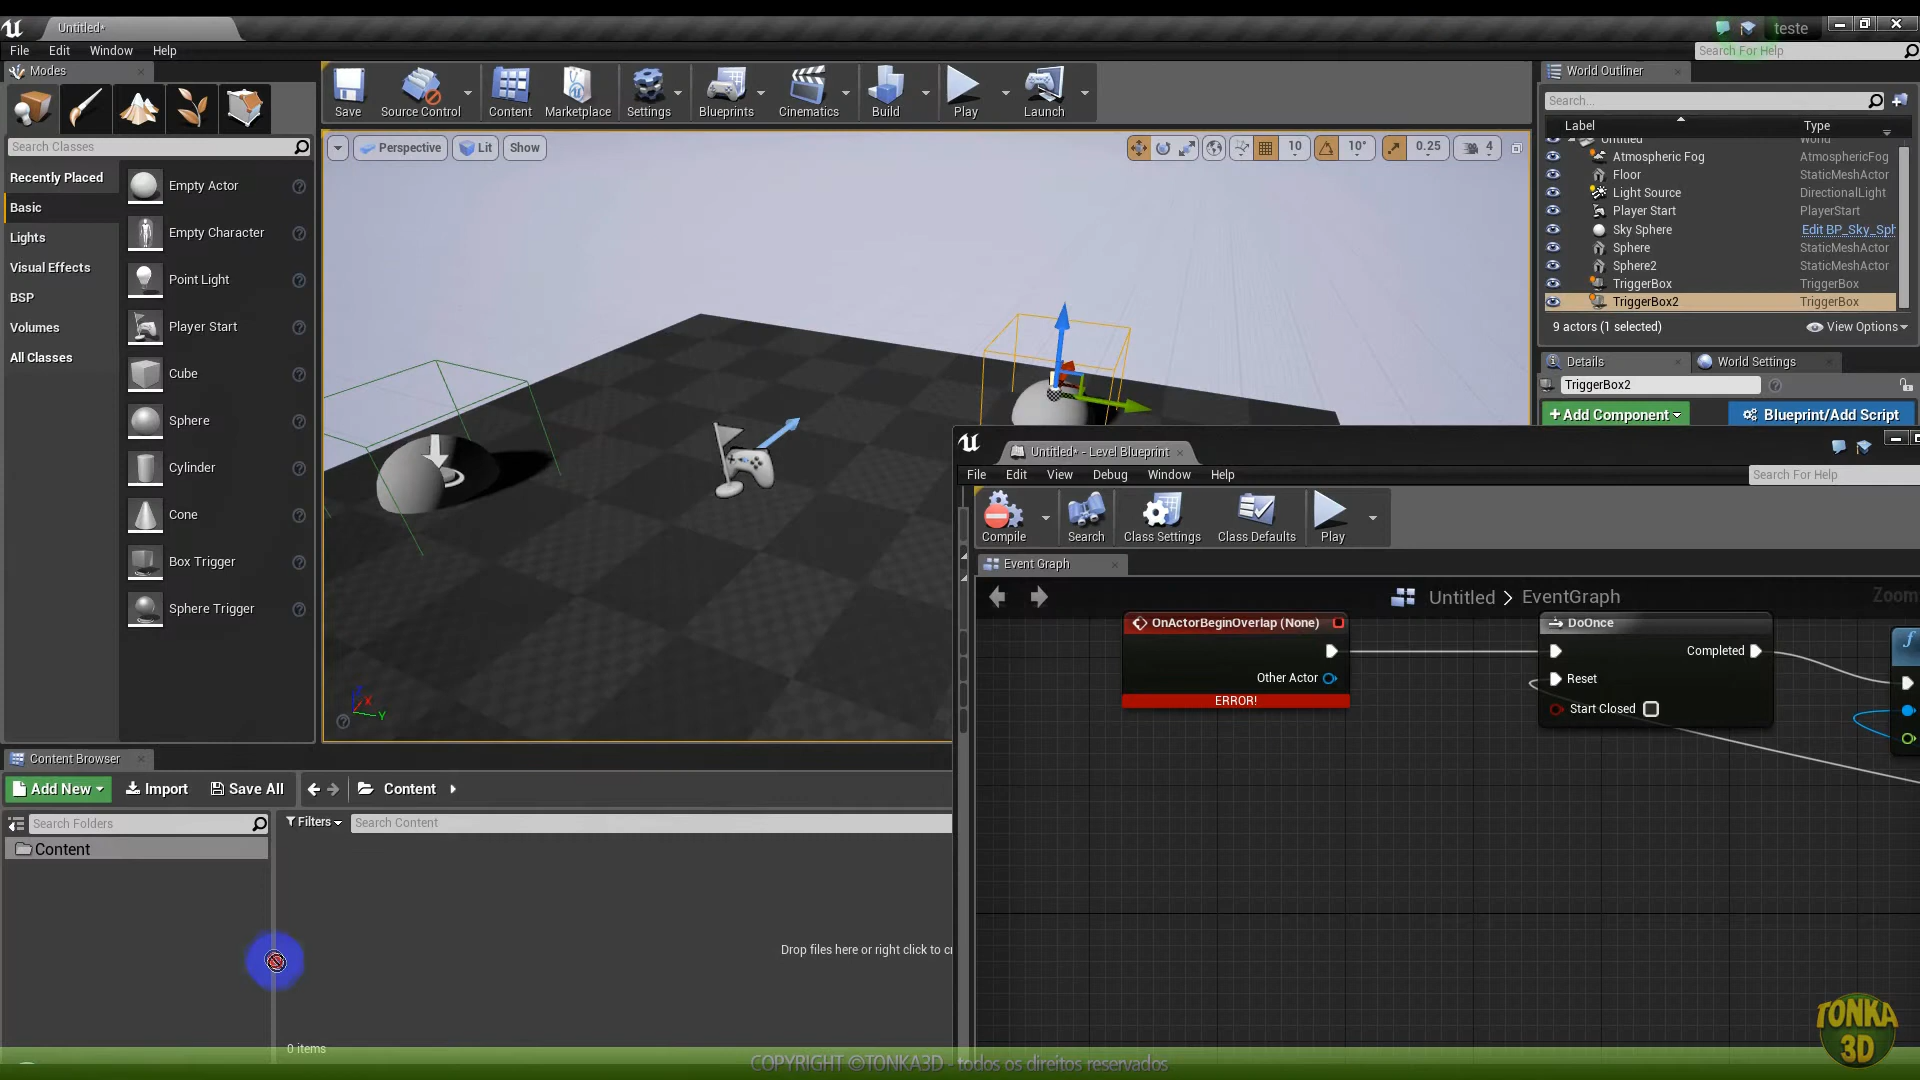 Untitled*
teste
File Edit Window Help
Search For Help
Modes
Search Classes
Recently Placed
Basic
Lights
Visual Effects
BSP
Volumes
All Classes
Empty Actor
Empty Character
Point Light
Player Start
Cube
Sphere
Cylinder
Cone
Box Trigger
Sphere Trigger
Save
Source Control
Content
Marketplace
Settings
Blueprints
Cinematics
Build
Play
Launch
Perspective
Lit
Show
10
10°
0.25
4
X
Y
World Outliner
Search...
Label Type
Untitled World
Atmospheric Fog AtmosphericFog
Floor StaticMeshActor
Light Source DirectionalLight
Player Start PlayerStart
Sky Sphere Edit BP_Sky_Sph
Sphere StaticMeshActor
Sphere2 StaticMeshActor
TriggerBox TriggerBox
TriggerBox2 TriggerBox
9 actors (1 selected) View Options
Details
World Settings
TriggerBox2
+Add Component
Blueprint/Add Script
Untitled* - Level Blueprint
File Edit View Debug Window Help
Search For Help
Compile
Search
Class Settings
Class Defaults
Play
Event Graph
Untitled > EventGraph
Zoom
OnActorBeginOverlap (None)
Other Actor
ERROR!
DoOnce
Completed
Reset
Start Closed
f
Content Browser
Add New
Import
Save All
Content
Search Folders
Content
Filters
Search Content
Drop files here or right click to c
0 items
COPYRIGHT ©TONKA3D - todos os direitos reservados
TONKA
3D